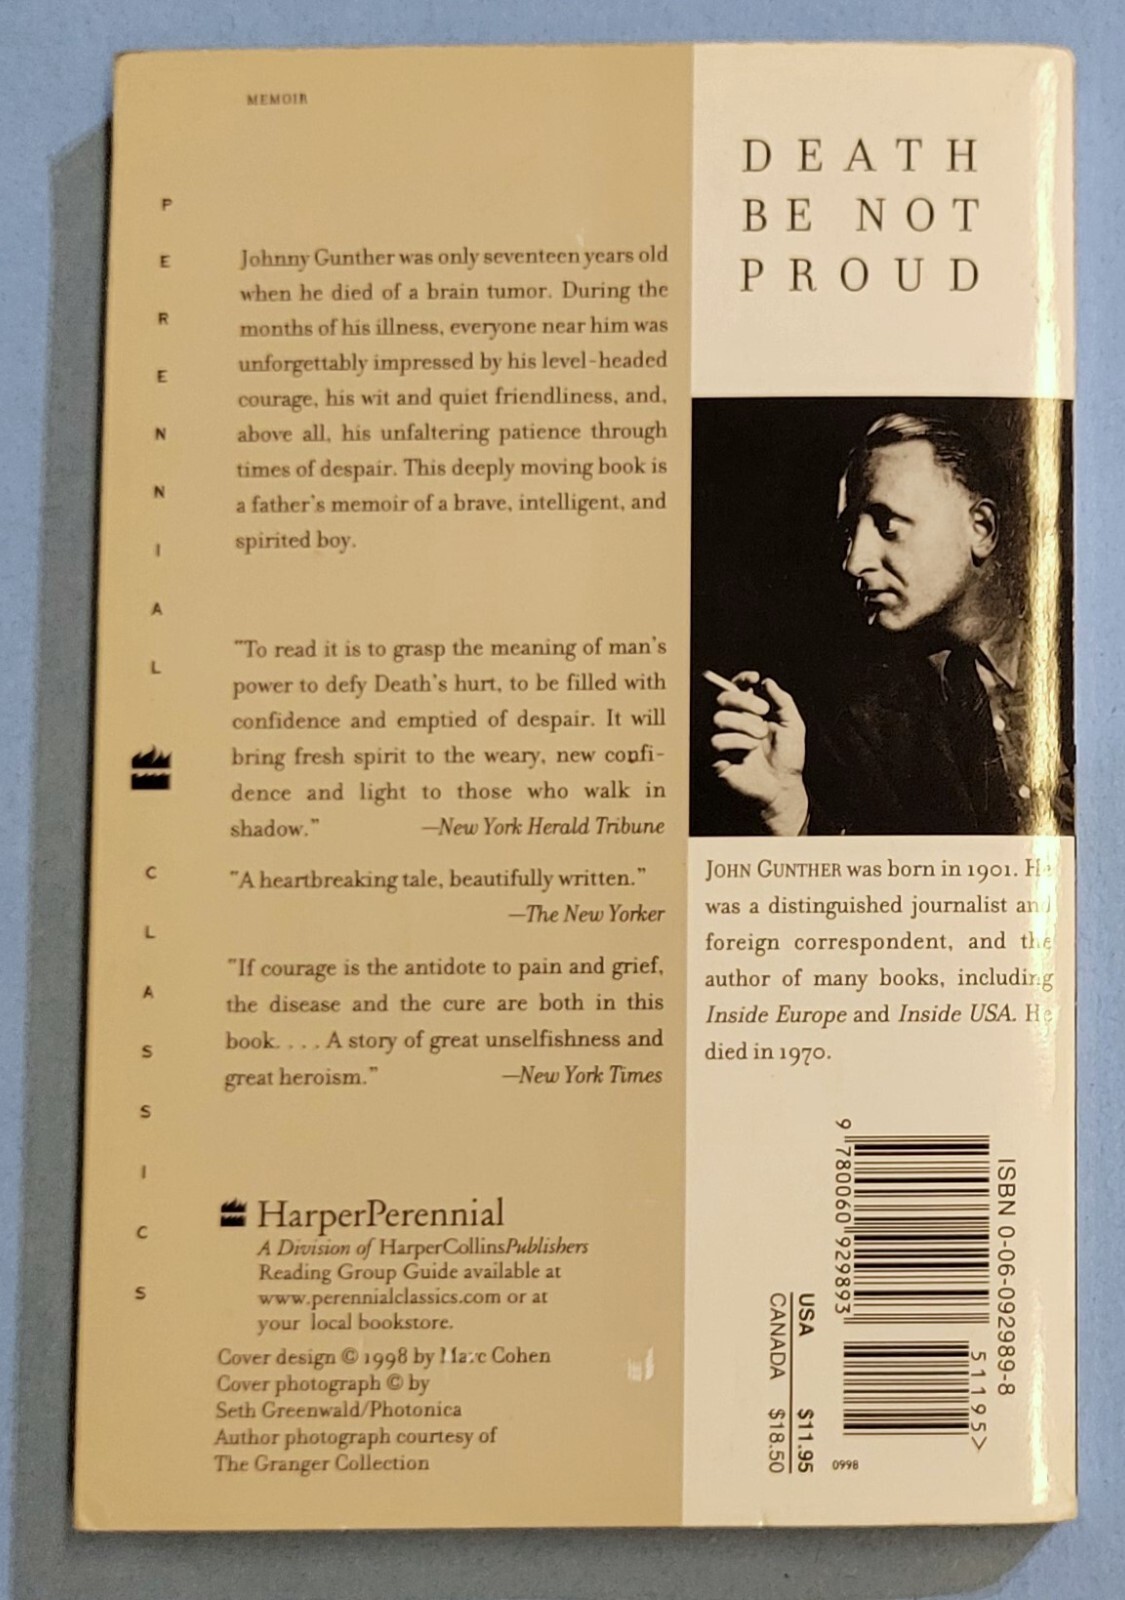 MEMOIR
PERENNIAL
CLASSICS
Johnny Gunther was only seventeen years old
when he died of a brain tumor. During the
months of his illness, everyone near him was
unforgettably impressed by his level-headed
courage, his wit and quiet friendliness, and,
above all, his unfaltering patience through
times of despair. This deeply moving book is
a father's memoir of a brave, intelligent, and
spirited boy.
"To read it is to grasp the meaning of man's
power to defy Death's hurt, to be filled with
confidence and emptied of despair. It will
bring fresh spirit to the weary, new confi-
dence and light to those who walk in
shadow." —New York Herald Tribune
"A heartbreaking tale, beautifully written."
—The New Yorker
"If courage is the antidote to pain and grief,
the disease and the cure are both in this
book. . . . A story of great unselfishness and
great heroism." —New York Times
HarperPerennial
A Division of HarperCollinsPublishers
Reading Group Guide available at
www.perennialclassics.com or at
your local bookstore.
Cover design © 1998 by Marc Cohen
Cover photograph © by
Seth Greenwald/Photonica
Author photograph courtesy of
The Granger Collection
DEATH
BE NOT
PROUD
JOHN GUNTHER was born in 1901. He
was a distinguished journalist and
foreign correspondent, and the
author of many books, including
Inside Europe and Inside USA. He
died in 1970.
ISBN 0-06-092989-8
9 780060 929893
51195>
USA $11.95
CANADA $18.50
0998